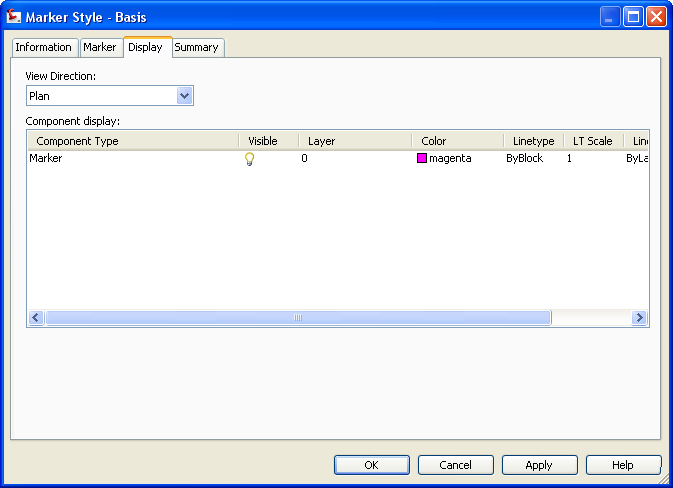 Marker Style - Basis
Information Marker Display Summary
View Direction:
Plan
Component display:
Component Type Visible Layer Color Linetype LT Scale Line
Marker 0 magenta ByBlock 1 ByLa
OK Cancel Apply Help